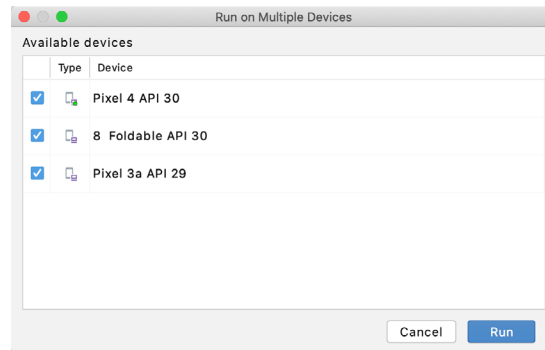 Run on Multiple Devices
Available devices
Type Device
Pixel 4 API 30
8 Foldable API 30
Pixel 3a API 29
Cancel Run